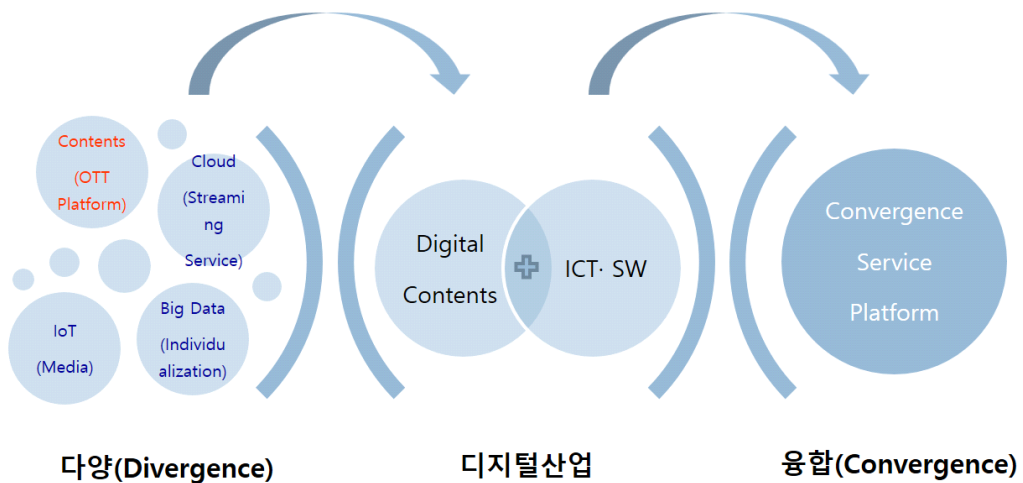 Contents
(OTT
Platform)
Cloud
(Streami
ng
Service)
IoT
(Media)
Big Data
(Individu
alization)
Digital
Contents
ICT· SW
Convergence
Service
Platform
다양(Divergence)
디지털산업
융합(Convergence)